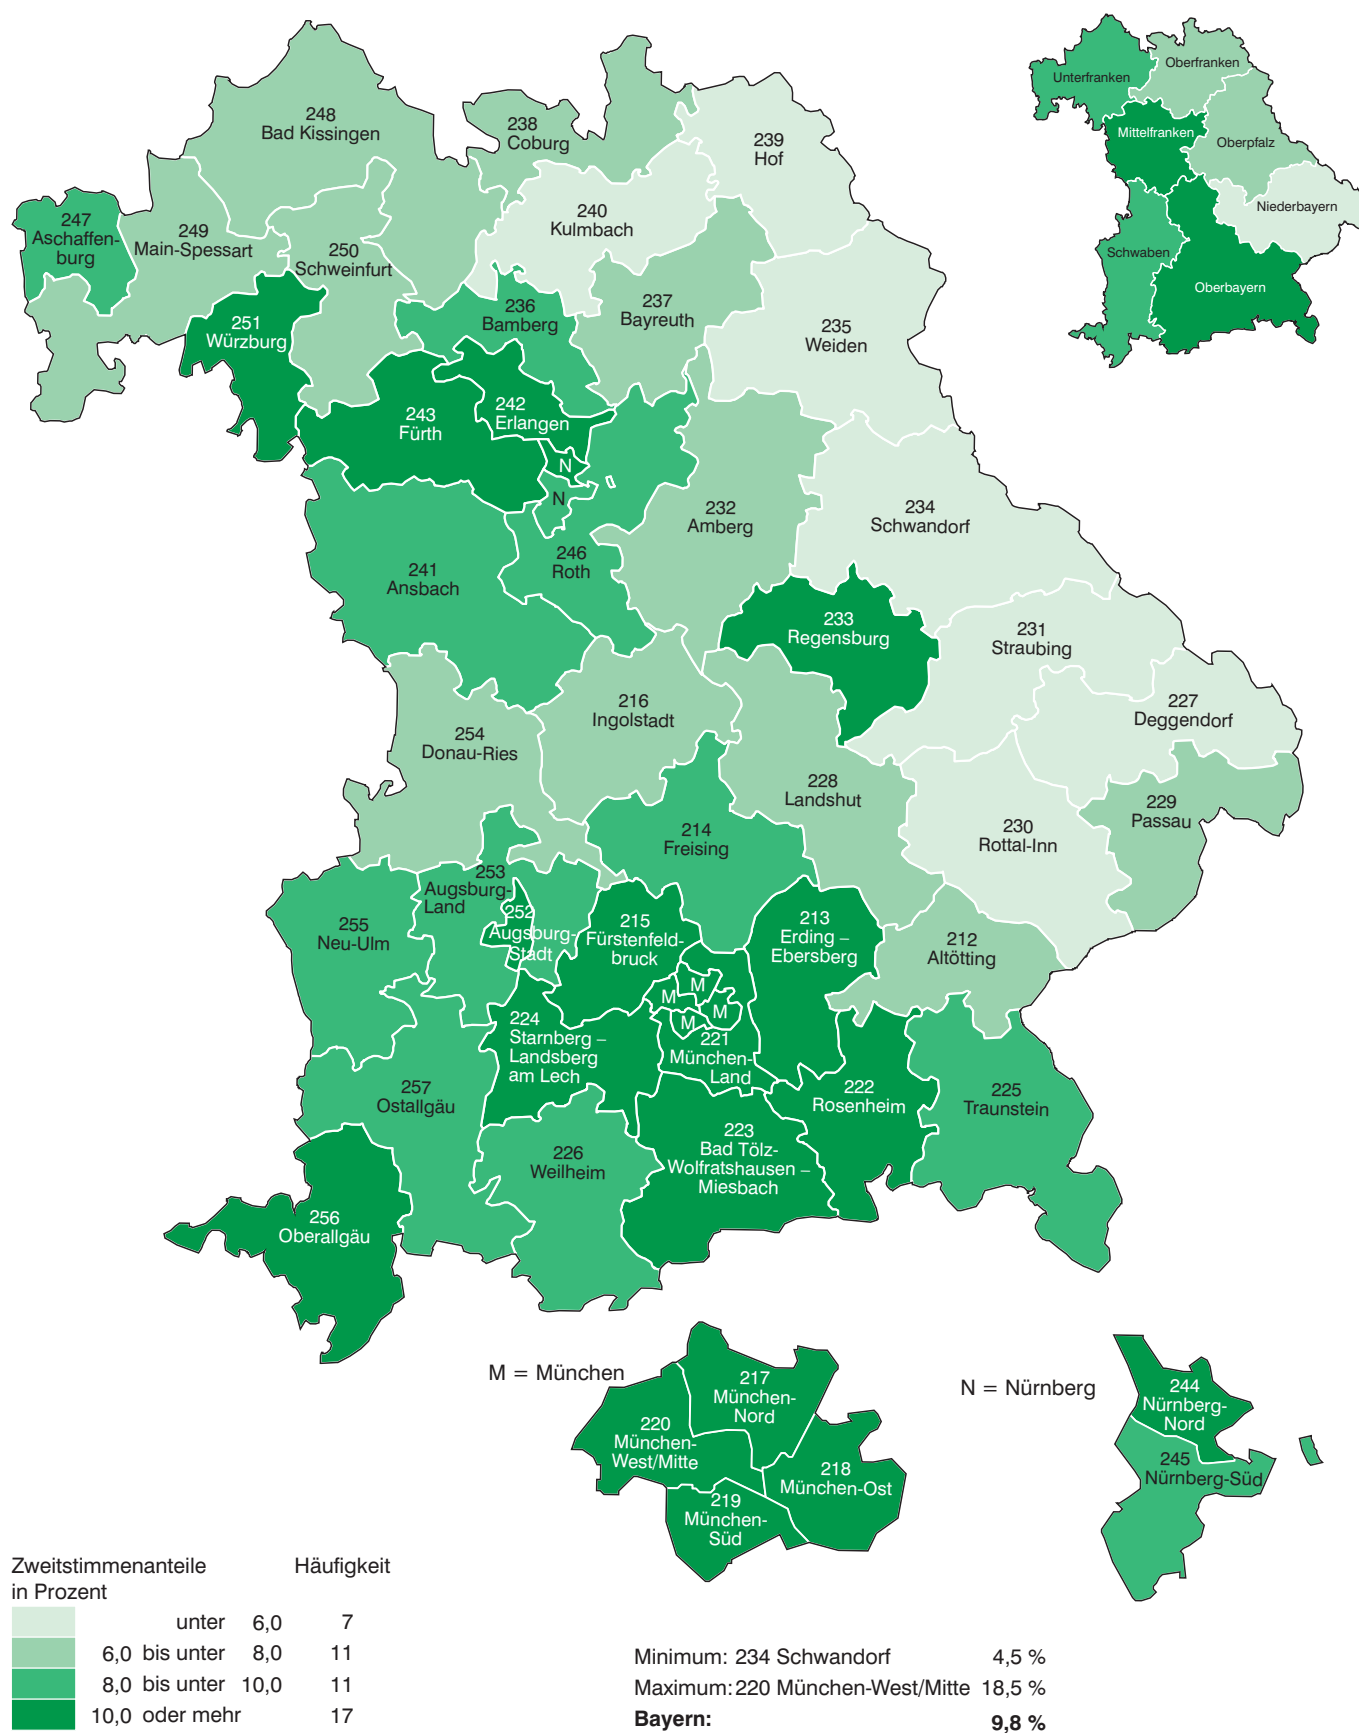 248
Bad Kissingen
238
Coburg
239
Hof
247
Aschaffen-
burg
249
Main-Spessart
250
Schweinfurt
240
Kulmbach
251
Würzburg
236
Bamberg
237
Bayreuth
235
Weiden
243
Fürth
242
Erlangen
N
N
232
Amberg
234
Schwandorf
241
Ansbach
246
Roth
233
Regensburg
231
Straubing
227
Deggendorf
216
Ingolstadt
254
Donau-Ries
228
Landshut
229
Passau
214
Freising
230
Rottal-Inn
253
Augsburg-
Land
252
Augsburg-
Stadt
255
Neu-Ulm
215
Fürstenfeld-
bruck
213
Erding –
Ebersberg
212
Altötting
M
M
M
M
224
Starnberg –
Landsberg
am Lech
221
München-
Land
257
Ostallgäu
222
Rosenheim
225
Traunstein
226
Weilheim
223
Bad Tölz-
Wolfratshausen –
Miesbach
256
Oberallgäu
Unterfranken
Oberfranken
Mittelfranken
Oberpfalz
Niederbayern
Schwaben
Oberbayern
M = München
217
München-
Nord
220
München-
West/Mitte
218
München-Ost
219
München-
Süd
N = Nürnberg
244
Nürnberg-
Nord
245
Nürnberg-Süd
Zweitstimmenanteile Häufigkeit
in Prozent
unter 6,0 7
6,0 bis unter 8,0 11
8,0 bis unter 10,0 11
10,0 oder mehr 17
Minimum: 234 Schwandorf 4,5 %
Maximum: 220 München-West/Mitte 18,5 %
Bayern: 9,8 %